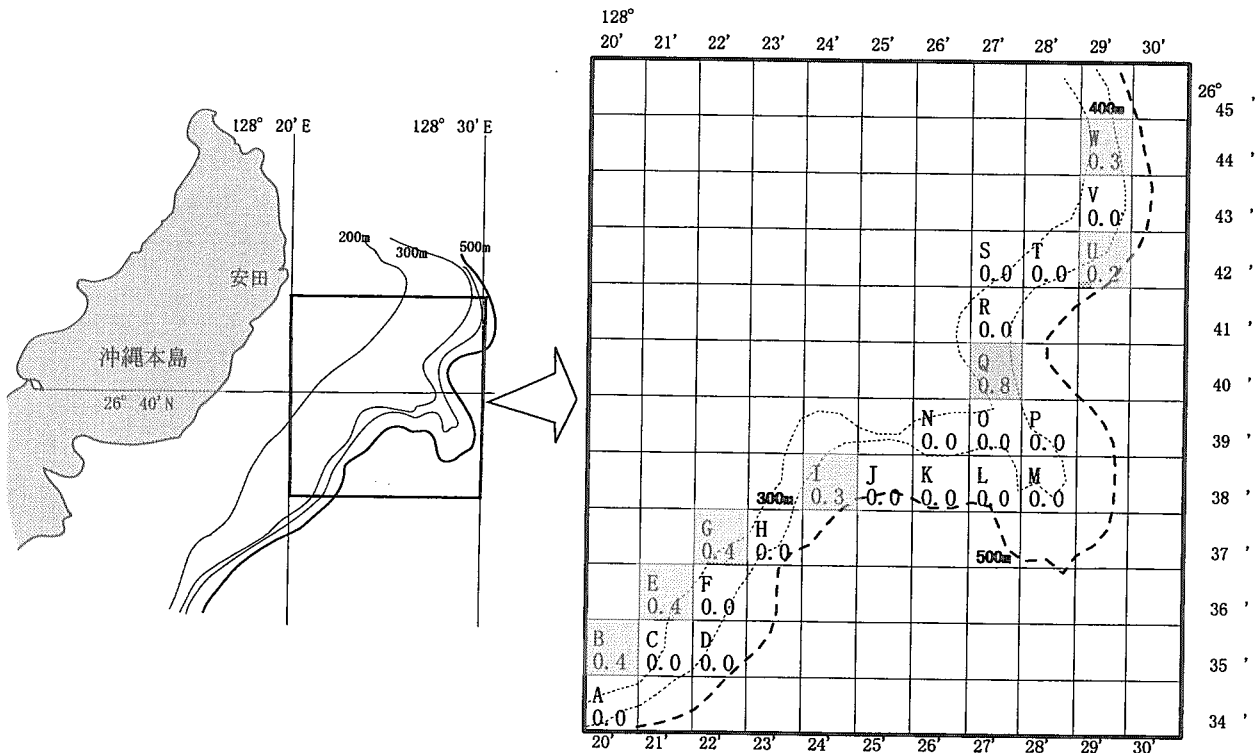 128° 20'E
128° 30'E
200m
300m
500m
安田
沖縄本島
26° 40'N
128°
20' 21' 22' 23' 24' 25' 26' 27' 28' 29' 30'
26°
45 '
400m
W
0.3
44 '
V
0.0
43 '
S T U
0.0 0.0 0.2
42 '
R
0.0
41 '
Q
0.8
40 '
N O P
0.0 0.0 0.0
39 '
I J K L M
300m 0.3 0.0 0.0 0.0 0.0
38 '
G H
0.4 0.0
500m
37 '
E F
0.4 0.0
36 '
B C D
0.4 0.0 0.0
35 '
A
0.0
34 '
20' 21' 22' 23' 24' 25' 26' 27' 28' 29' 30'